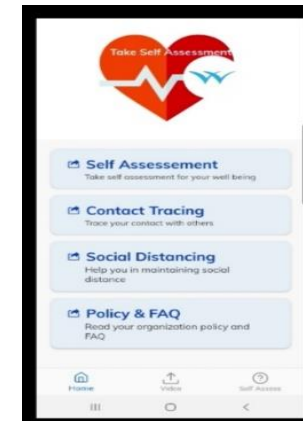 Take Self Assessment
Self Assessement
Take self assessment for your well being
Contact Tracing
Trace your contact with others
Social Distancing
Help you in maintaining social
distance
Policy & FAQ
Read your organization policy and
FAQ
Home
Video
Self Assess